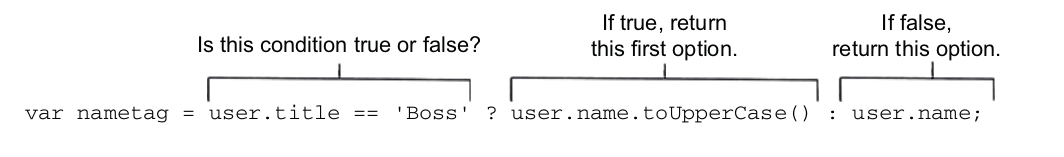 Is this condition true or false?
If true, return
this first option.
If false,
return this option.
var nametag = user.title == 'Boss' ? user.name.toUpperCase() : user.name;